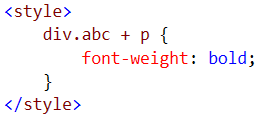 <style>
    div.abc + p {
        font-weight: bold;
    }
</style>